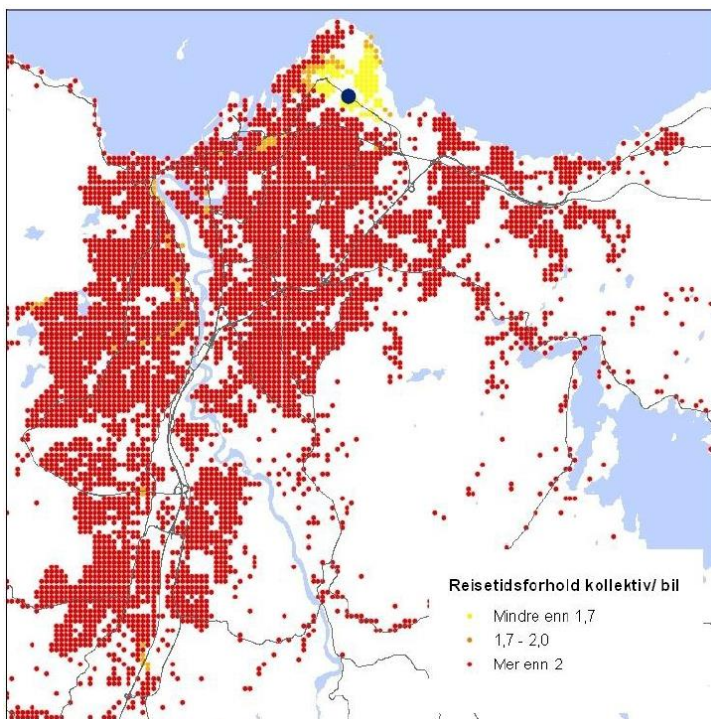 Reisetidsforhold kollektiv/ bil
Mindre enn 1,7
1,7 - 2,0
Mer enn 2